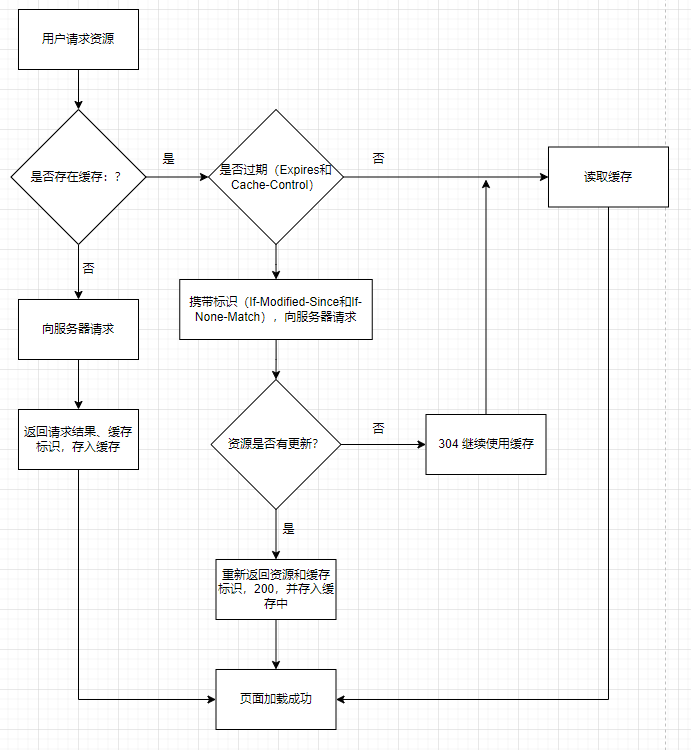 用户请求资源
是否存在缓存：？
是
是否过期（Expires和
Cache-Control）
否
读取缓存
否
携带标识（If-Modified-Since和If-
None-Match），向服务器请求
向服务器请求
返回请求结果、缓存
标识，存入缓存
资源是否有更新？
否
304 继续使用缓存
是
重新返回资源和缓存
标识，200，并存入缓
存中
页面加载成功